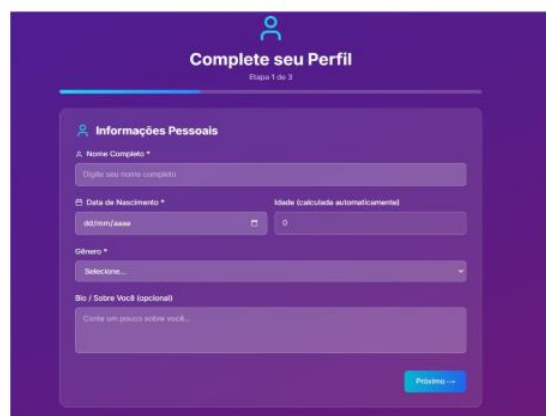 Complete seu Perfil
Etapa 1 de 3
Informações Pessoais
Nome Completo *
Digite seu nome completo
Data de Nascimento *
Idade (calculada automaticamente)
dd/mm/aaaa
0
Gênero *
Selecione...
Bio / Sobre Você (opcional)
Conte um pouco sobre você...
Próximo →